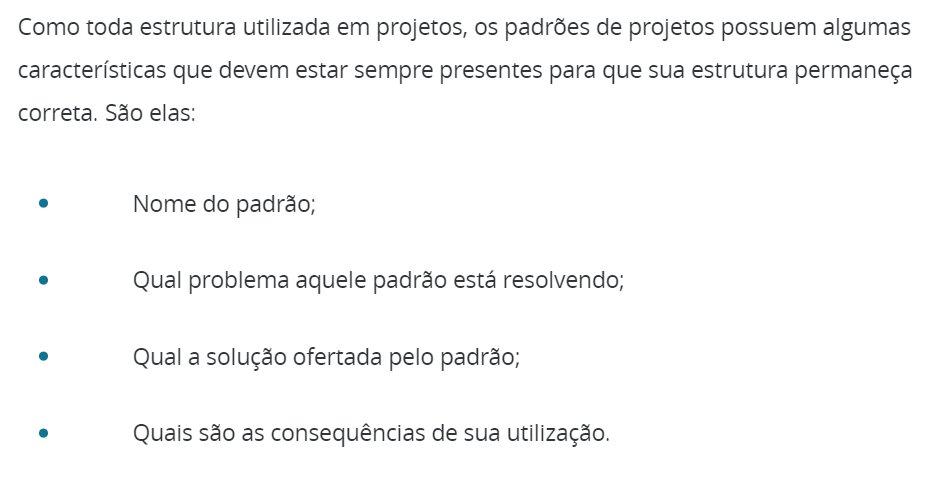 Como toda estrutura utilizada em projetos, os padrões de projetos possuem algumas
características que devem estar sempre presentes para que sua estrutura permaneça
correta. São elas:
• Nome do padrão;
• Qual problema aquele padrão está resolvendo;
• Qual a solução ofertada pelo padrão;
• Quais são as consequências de sua utilização.